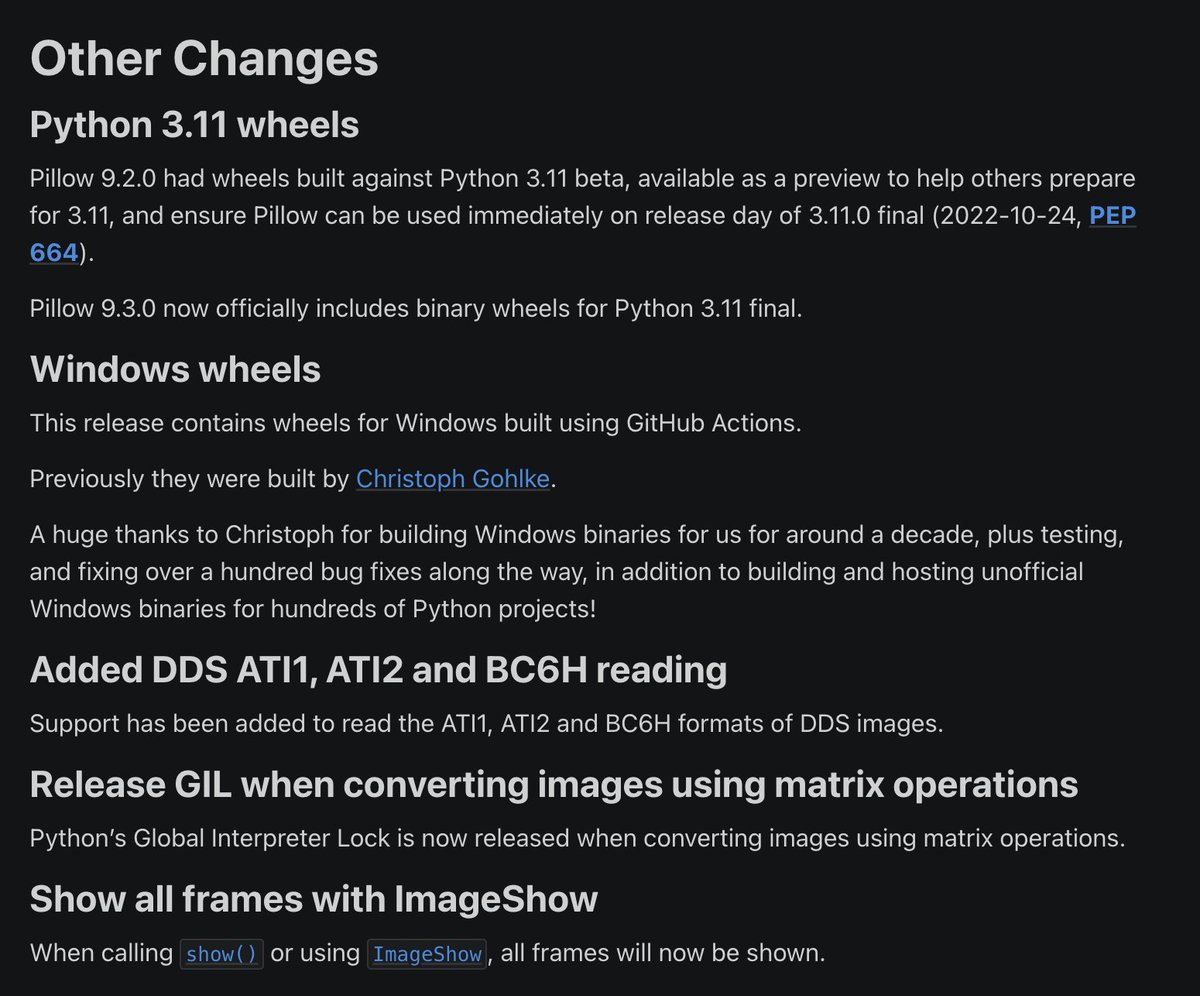 Other Changes
Python 3.11 wheels
Pillow 9.2.0 had wheels built against Python 3.11 beta, available as a preview to help others prepare
for 3.11, and ensure Pillow can be used immediately on release day of 3.11.0 final (2022-10-24, PEP
664).
Pillow 9.3.0 now officially includes binary wheels for Python 3.11 final.
Windows wheels
This release contains wheels for Windows built using GitHub Actions.
Previously they were built by Christoph Gohlke.
A huge thanks to Christoph for building Windows binaries for us for around a decade, plus testing,
and fixing over a hundred bug fixes along the way, in addition to building and hosting unofficial
Windows binaries for hundreds of Python projects!
Added DDS ATI1, ATI2 and BC6H reading
Support has been added to read the ATI1, ATI2 and BC6H formats of DDS images.
Release GIL when converting images using matrix operations
Python’s Global Interpreter Lock is now released when converting images using matrix operations.
Show all frames with ImageShow
When calling show() or using ImageShow, all frames will now be shown.